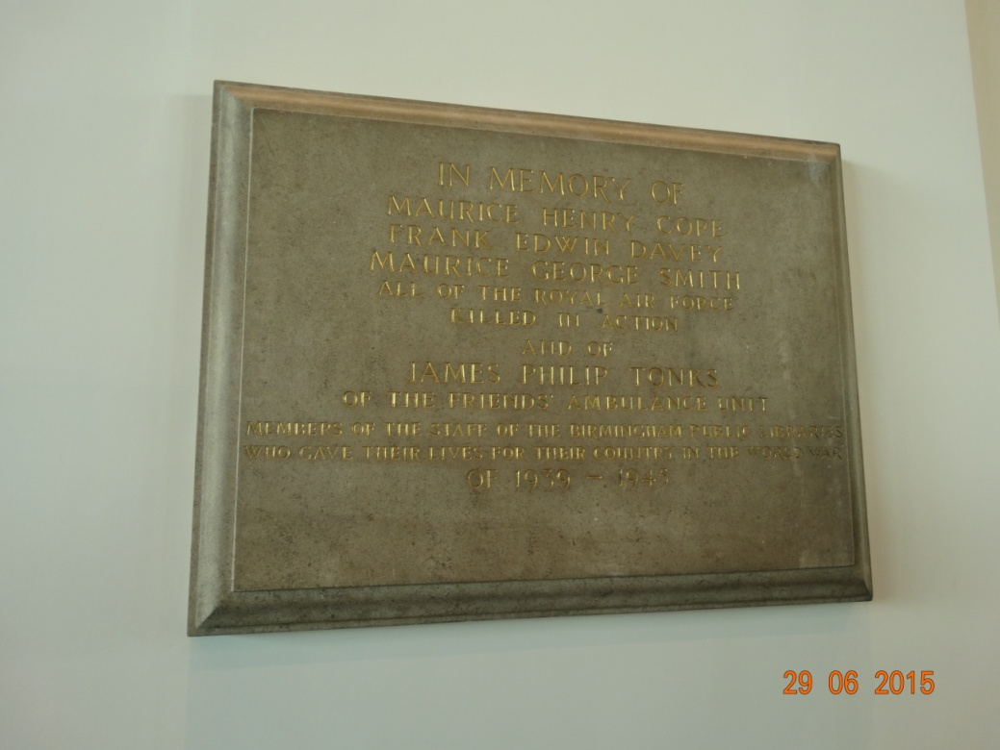 IN MEMORY OF
MAURICE HENRY COPE
FRANK EDWIN DAVEY
MAURICE GEORGE SMITH
ALL OF THE ROYAL AIR FORCE
KILLED IN ACTION
AND OF
JAMES PHILIP TONKS
OF THE FRIENDS' AMBULANCE UNIT
MEMBERS OF THE STAFF OF THE BIRMINGHAM PUBLIC LIBRARIES
WHO GAVE THEIR LIVES FOR THEIR COUNTRY IN THE WORLD WAR
OF 1939 – 1945
29 06 2015